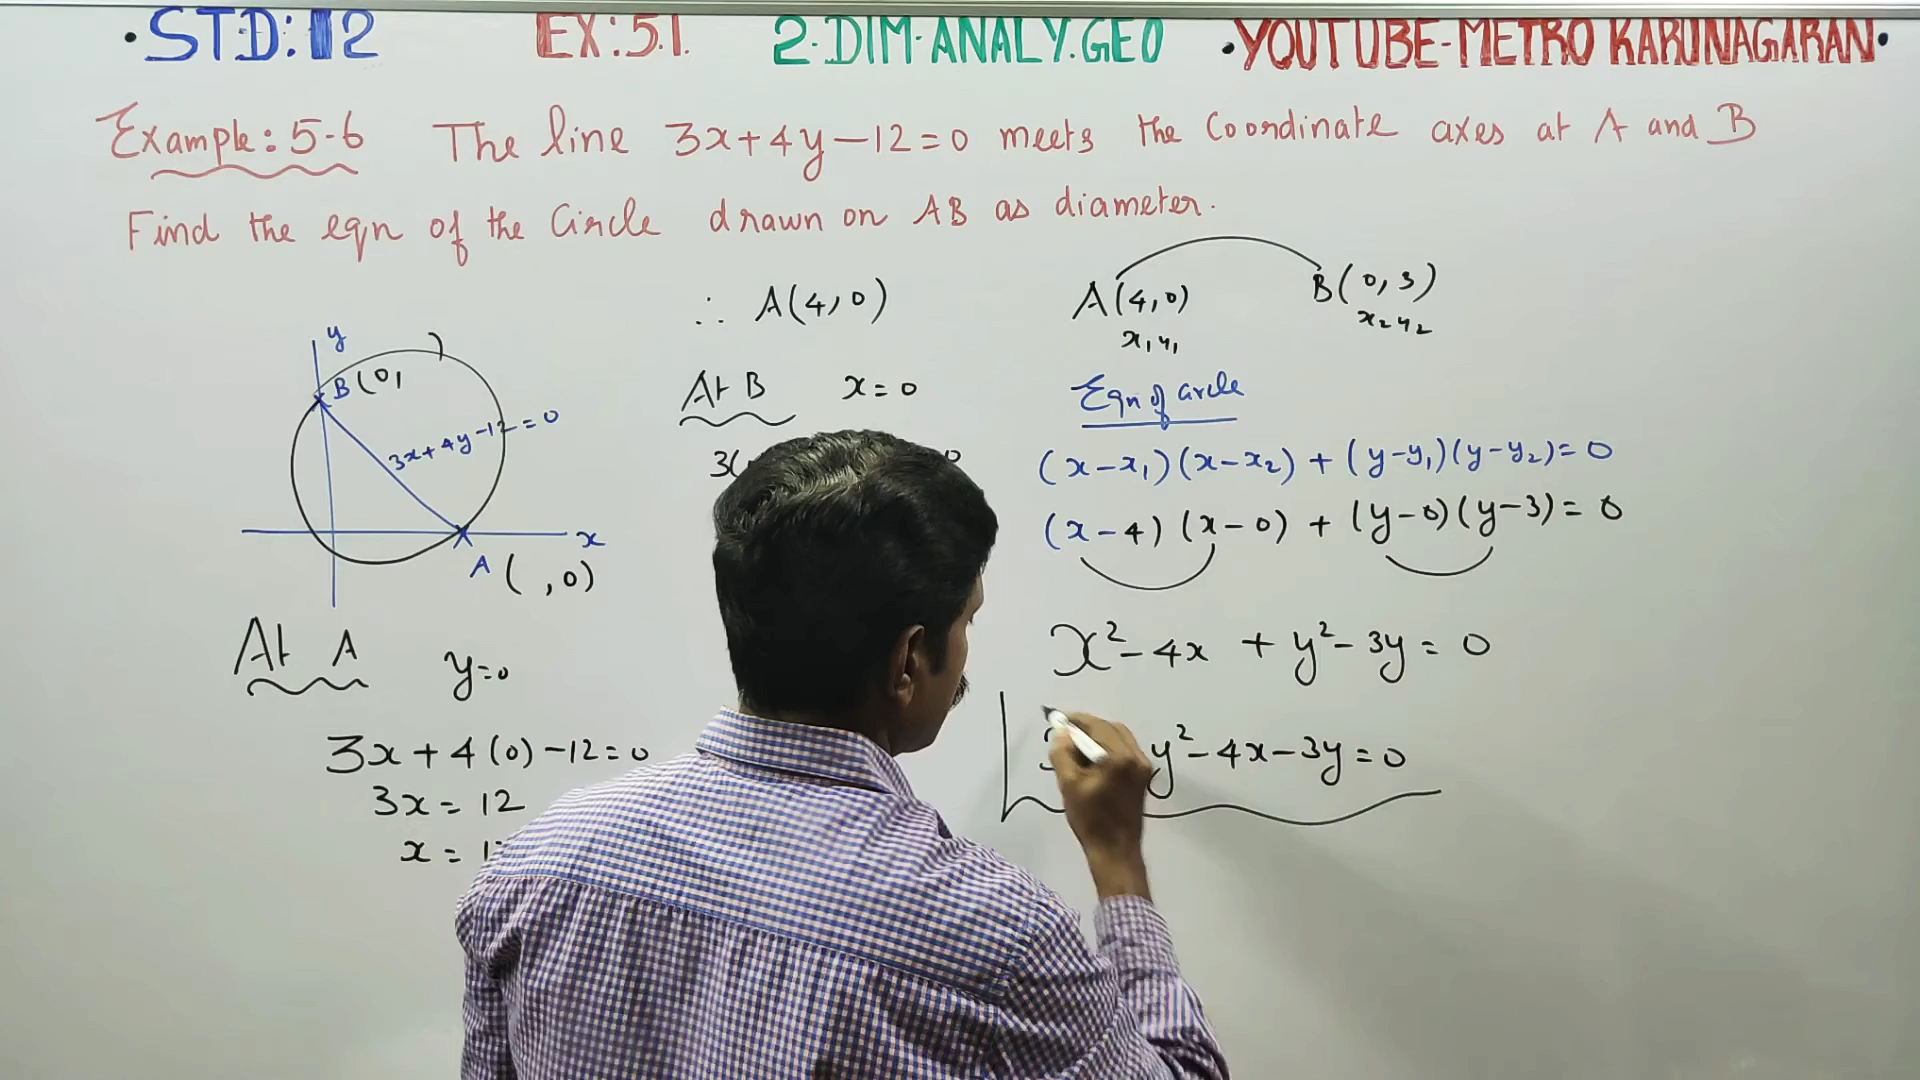 •STD:12 EX:5.1. 2-DIM-ANALY.GEO •YOUTUBE-METRO KARUNAGARAN•
Example: 5-6 The line 3x+4y-12=0 meets the Coordinate axes at A and B
Find the eqn of the Circle drawn on AB as diameter.
y
B (0, )
3x+4y-12=0
x
A ( ,0)
At A y=0
3x+4(0)-12=0
3x = 12
x =
∴ A(4,0)
At B x=0
3(
A(4,0) B(0,3)
x₁y₁ x₂y₂
Eqn of circle
(x-x₁)(x-x₂)+(y-y₁)(y-y₂)=0
(x-4)(x-0)+(y-0)(y-3)=0
x²-4x+y²-3y=0
y²-4x-3y=0